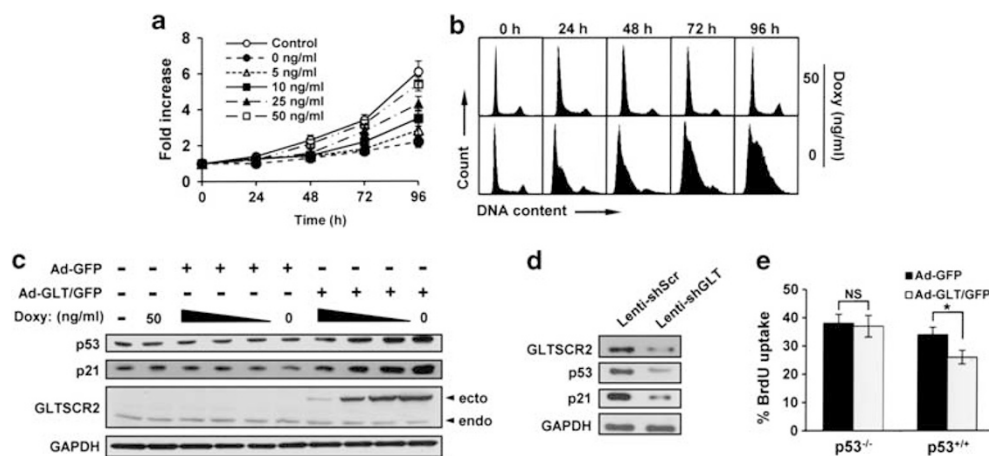 a
Fold increase
8
6
4
2
0
Control
0 ng/ml
5 ng/ml
10 ng/ml
25 ng/ml
50 ng/ml
0 24 48 72 96
Time (h)
b
0 h 24 h 48 h 72 h 96 h
Count
DNA content
50
0
Doxy (ng/ml)
c
Ad-GFP - - + + + + - - - -
Ad-GLT/GFP - - - - - - + + + +
Doxy: (ng/ml) - 50 0 0
p53
p21
GLTSCR2
ecto
endo
GAPDH
d
Lenti-shScr
Lenti-shGLT
GLTSCR2
p53
p21
GAPDH
e
% BrdU uptake
50
40
30
20
10
0
Ad-GFP
Ad-GLT/GFP
NS
*
p53-/- p53+/+